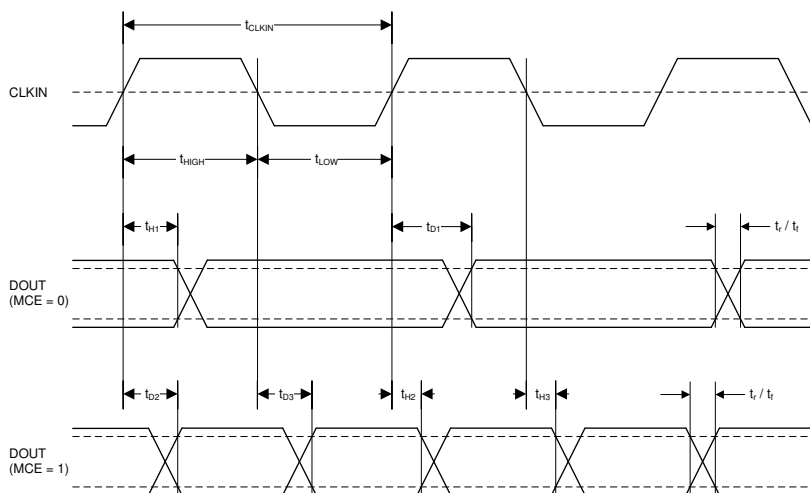 tCLKIN
CLKIN
tHIGH
tLOW
tH1
tD1
tr / tf
DOUT
(MCE = 0)
tD2
tD3
tH2
tH3
tr / tf
DOUT
(MCE = 1)